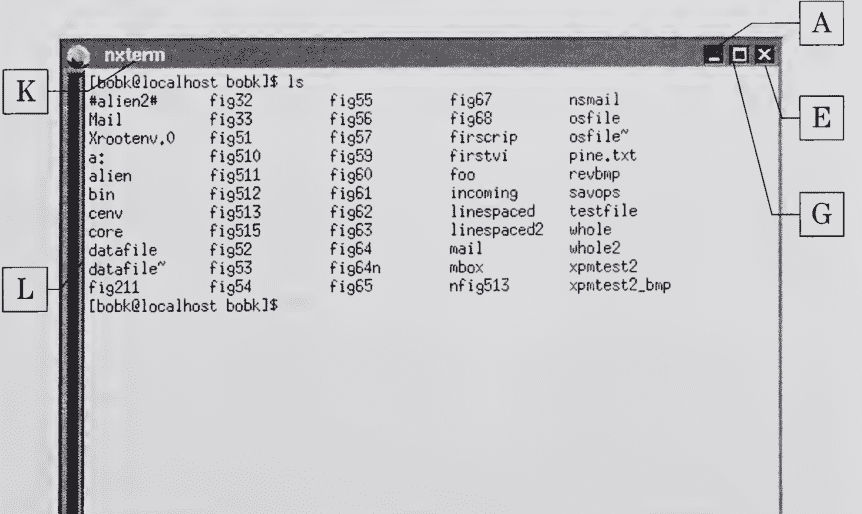 A
nxterm
K
[bobk@localhost bobk]$ ls
#alien2# fig32 fig55 fig67 nsmail
Mail fig33 fig56 fig68 osfile
E
Xrootenv.0 fig51 fig57 firscrip osfile~
a: fig510 fig59 firstvi pine.txt
alien fig511 fig60 foo revbmp
bin fig512 fig61 incoming savops
cenv fig513 fig62 linespaced testfile
G
core fig515 fig63 linespaced2 whole
datafile fig52 fig64 mail whole2
datafile~ fig53 fig64n mbox xpmtest2
L
fig211 fig54 fig65 nfig513 xpmtest2_bmp
[bobk@localhost bobk]$